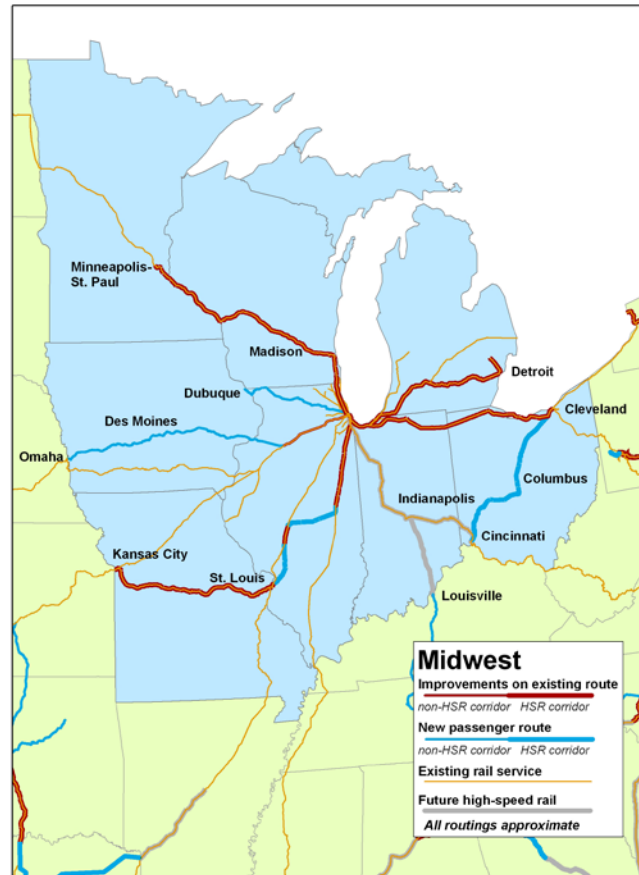 Minneapolis-
St. Paul
Madison
Detroit
Dubuque
Cleveland
Des Moines
Omaha
Columbus
Indianapolis
Cincinnati
Kansas City
St. Louis
Louisville
Midwest
Improvements on existing route
non-HSR corridor HSR corridor
New passenger route
non-HSR corridor HSR corridor
Existing rail service
Future high-speed rail
All routings approximate